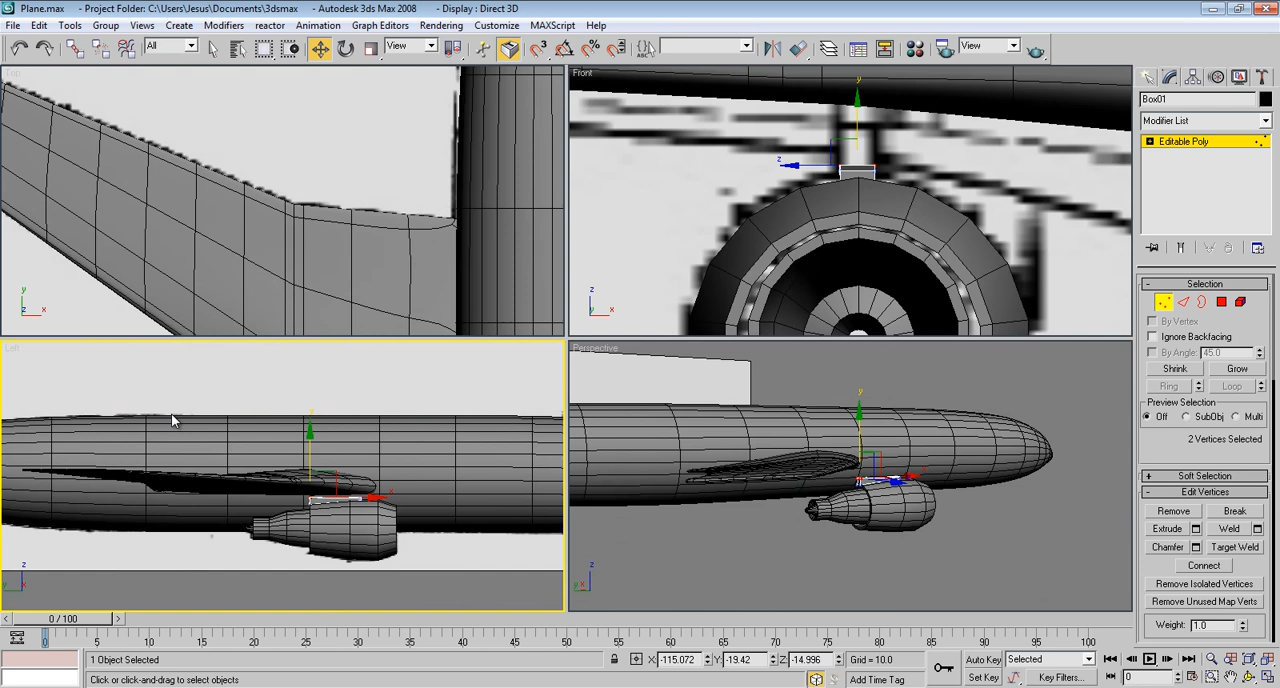 Plane.max - Project Folder: C:\Users\Jesus\Documents\3dsmax - Autodesk 3ds Max 2008 - Display : Direct 3D
File Edit Tools Group Views Create Modifiers reactor Animation Graph Editors Rendering Customize MAXScript Help
All View View
Top Front
Left Perspective
Box01
Modifier List
Editable Poly
Selection
By Vertex
Ignore Backfacing
By Angle: 45.0
Shrink Grow
Ring Loop
Preview Selection
Off SubObj Multi
2 Vertices Selected
Soft Selection
Edit Vertices
Remove Break
Extrude Weld
Chamfer Target Weld
Connect
Remove Isolated Vertices
Remove Unused Map Verts
Weight: 1.0
0 / 100
0 5 10 15 20 25 30 35 40 45 50 55 60 65 70 75 80 85 90 95 100
1 Object Selected X: -115.072 Y: -19.42 Z: -14.996 Grid = 10.0 Auto Key Selected
Click or click-and-drag to select objects Add Time Tag Set Key Key Filters... 0